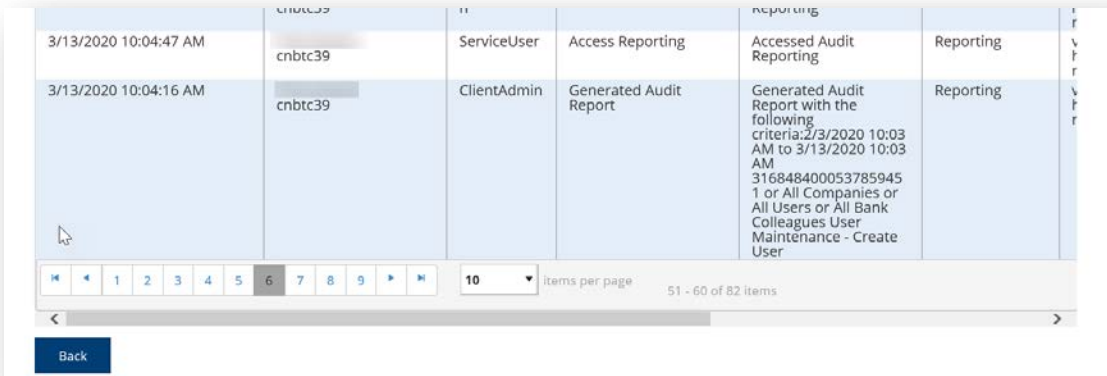 3/13/2020 10:04:47 AM
cnbtc39
ServiceUser
Access Reporting
Accessed Audit
Reporting
Reporting
3/13/2020 10:04:16 AM
cnbtc39
ClientAdmin
Generated Audit
Report
Generated Audit
Report with the
following
criteria:2/3/2020 10:03
AM to 3/13/2020 10:03
AM
316848400053785945
1 or All Companies or
All Users or All Bank
Colleagues User
Maintenance - Create
User
Reporting
1 2 3 4 5 6 7 8 9 10 items per page 51 - 60 of 82 items
Back